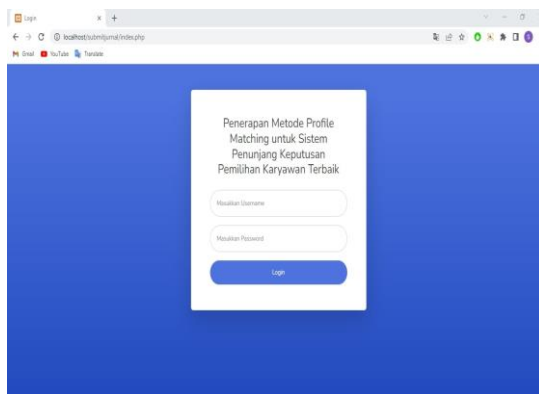 Login
localhost/submitjurnal/index.php
Gmail YouTube Translate
Penerapan Metode Profile
Matching untuk Sistem
Penunjang Keputusan
Pemilihan Karyawan Terbaik
Masukkan Username
Masukkan Password
Login